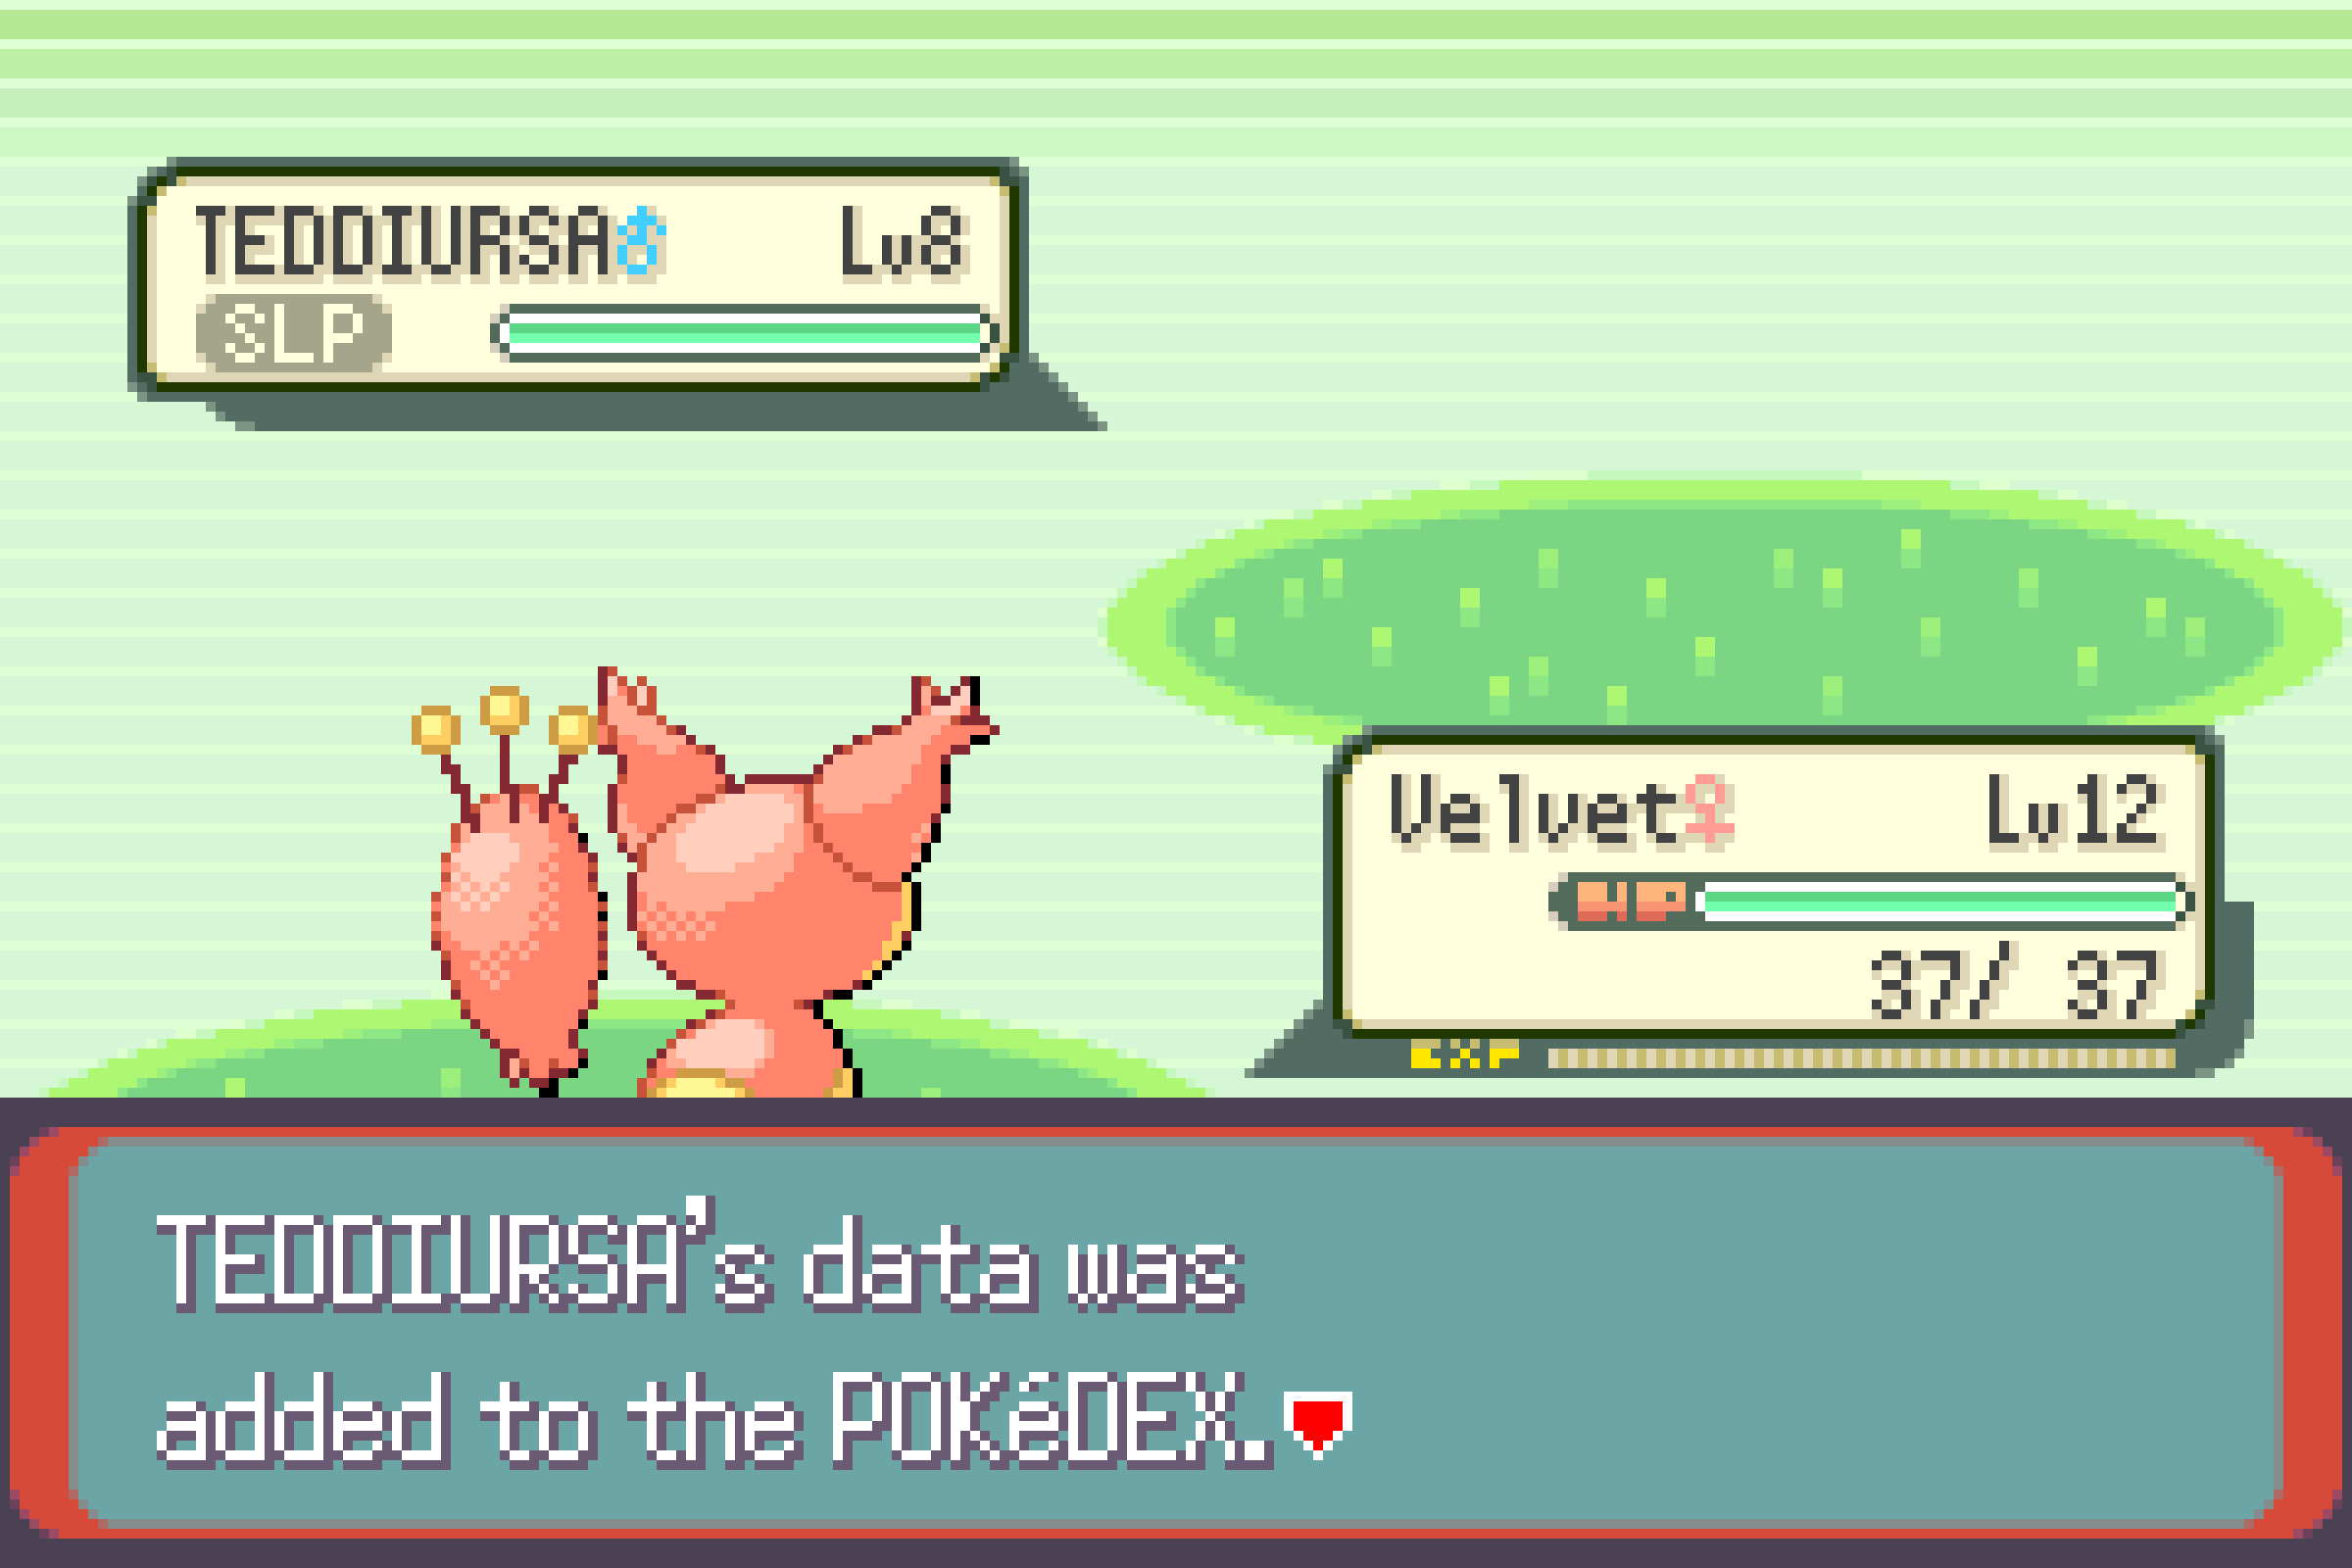 TEDDIURSA♂ Lv8
SLP
Velvet♀ Lv12
HP
37/ 37
EXP
TEDDIURSA's data was
added to the POKéDEX.